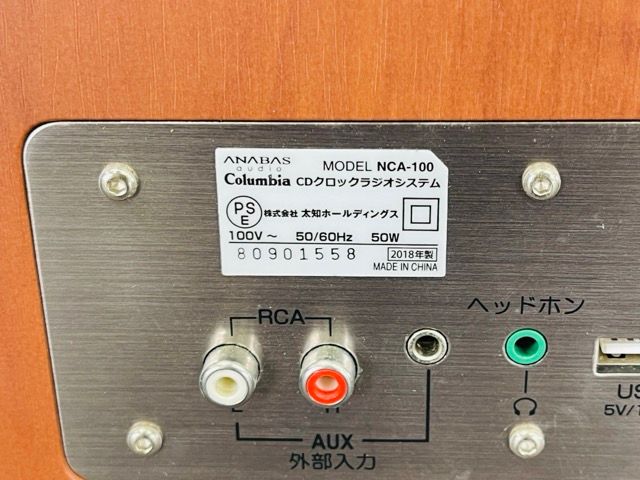 ANABAS
audio
MODEL NCA-100
Columbia CDクロックラジオシステム
PS
E
株式会社 太知ホールディングス
100V～ 50/60Hz 50W
80901558 2018年製
MADE IN CHINA
ヘッドホン
RCA
L
R
US
5V/1
AUX
外部入力